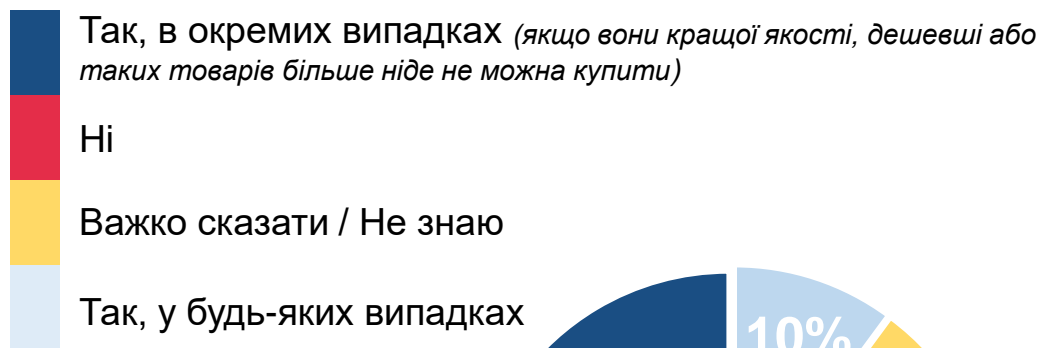 Так, в окремих випадках (якщо вони кращої якості, дешевші або
таких товарів більше ніде не можна купити)
Ні
Важко сказати / Не знаю
Так, у будь-яких випадках
10%